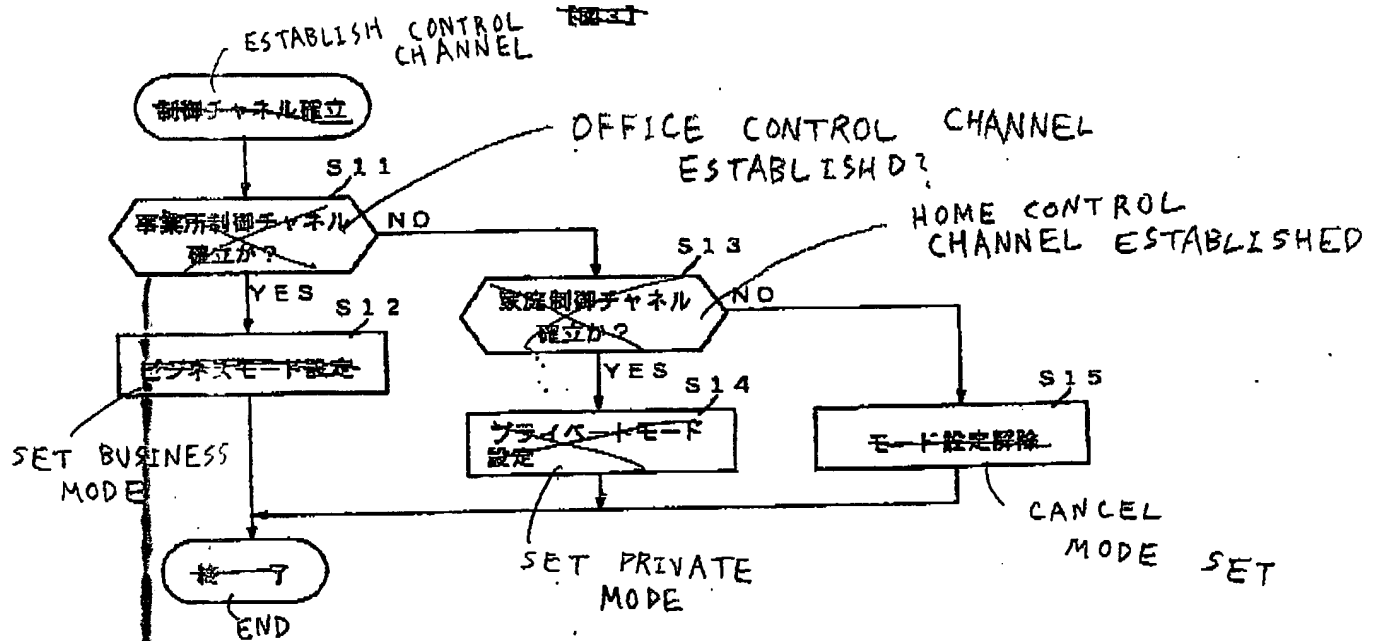 【図3】
ESTABLISH CONTROL
CHANNEL
制御チャネル確立
OFFICE CONTROL CHANNEL
ESTABLISHD?
S11
事業所制御チャネル
確立か?
NO
HOME CONTROL
CHANNEL ESTABLISHED
S13
家庭制御チャネル
確立か?
NO
YES
S12
ビジネスモード設定
YES
S14
プライベートモード
設定
S15
モード設定解除
SET BUSINESS
MODE
CANCEL
MODE SET
SET PRIVATE
MODE
終了
END